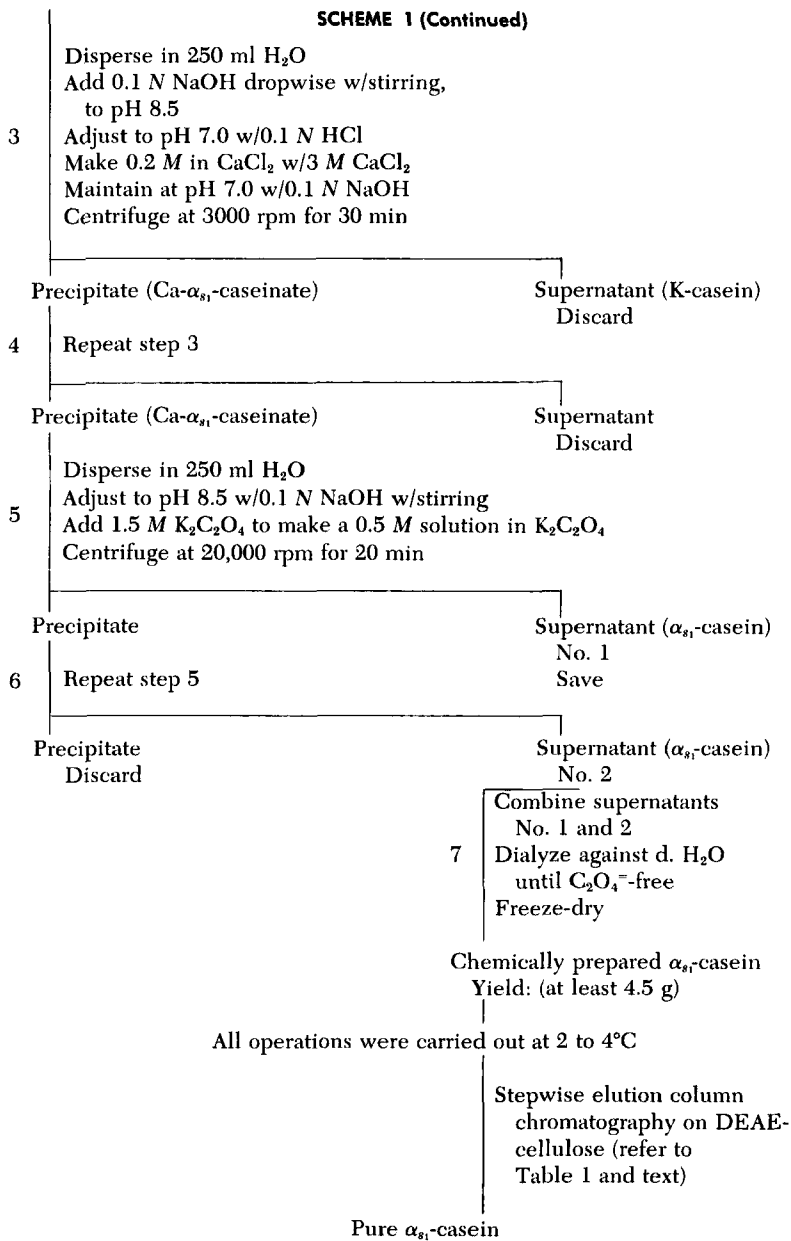 SCHEME 1 (Continued)
Disperse in 250 ml H₂O
Add 0.1 N NaOH dropwise w/stirring,
to pH 8.5
3 Adjust to pH 7.0 w/0.1 N HCl
Make 0.2 M in CaCl₂ w/3 M CaCl₂
Maintain at pH 7.0 w/0.1 N NaOH
Centrifuge at 3000 rpm for 30 min
Precipitate (Ca-αs₁-caseinate) Supernatant (K-casein)
Discard
4 Repeat step 3
Precipitate (Ca-αs₁-caseinate) Supernatant
Discard
Disperse in 250 ml H₂O
Adjust to pH 8.5 w/0.1 N NaOH w/stirring
5 Add 1.5 M K₂C₂O₄ to make a 0.5 M solution in K₂C₂O₄
Centrifuge at 20,000 rpm for 20 min
Precipitate Supernatant (αs₁-casein)
No. 1
6 Repeat step 5 Save
Precipitate Supernatant (αs₁-casein)
Discard No. 2
Combine supernatants
No. 1 and 2
7 Dialyze against d. H₂O
until C₂O₄⁼-free
Freeze-dry
Chemically prepared αs₁-casein
Yield: (at least 4.5 g)
All operations were carried out at 2 to 4°C
Stepwise elution column
chromatography on DEAE-
cellulose (refer to
Table 1 and text)
Pure αs₁-casein